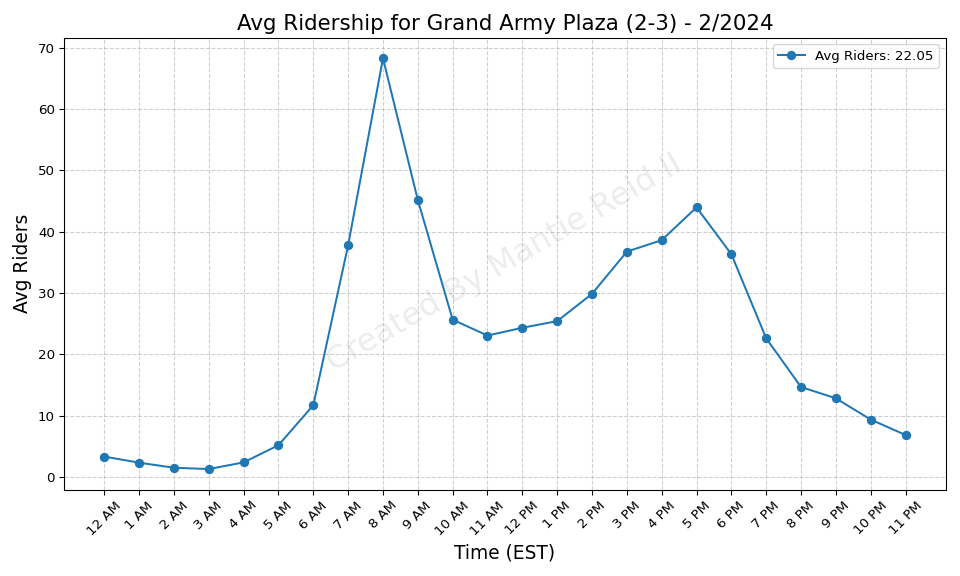 Avg Ridership for Grand Army Plaza (2-3) - 2/2024
Avg Riders: 22.05
Avg Riders
70
60
50
40
30
20
10
0
Created By Mantie Reid II
12 AM
1 AM
2 AM
3 AM
4 AM
5 AM
6 AM
7 AM
8 AM
9 AM
10 AM
11 AM
12 PM
1 PM
2 PM
3 PM
4 PM
5 PM
6 PM
7 PM
8 PM
9 PM
10 PM
11 PM
Time (EST)